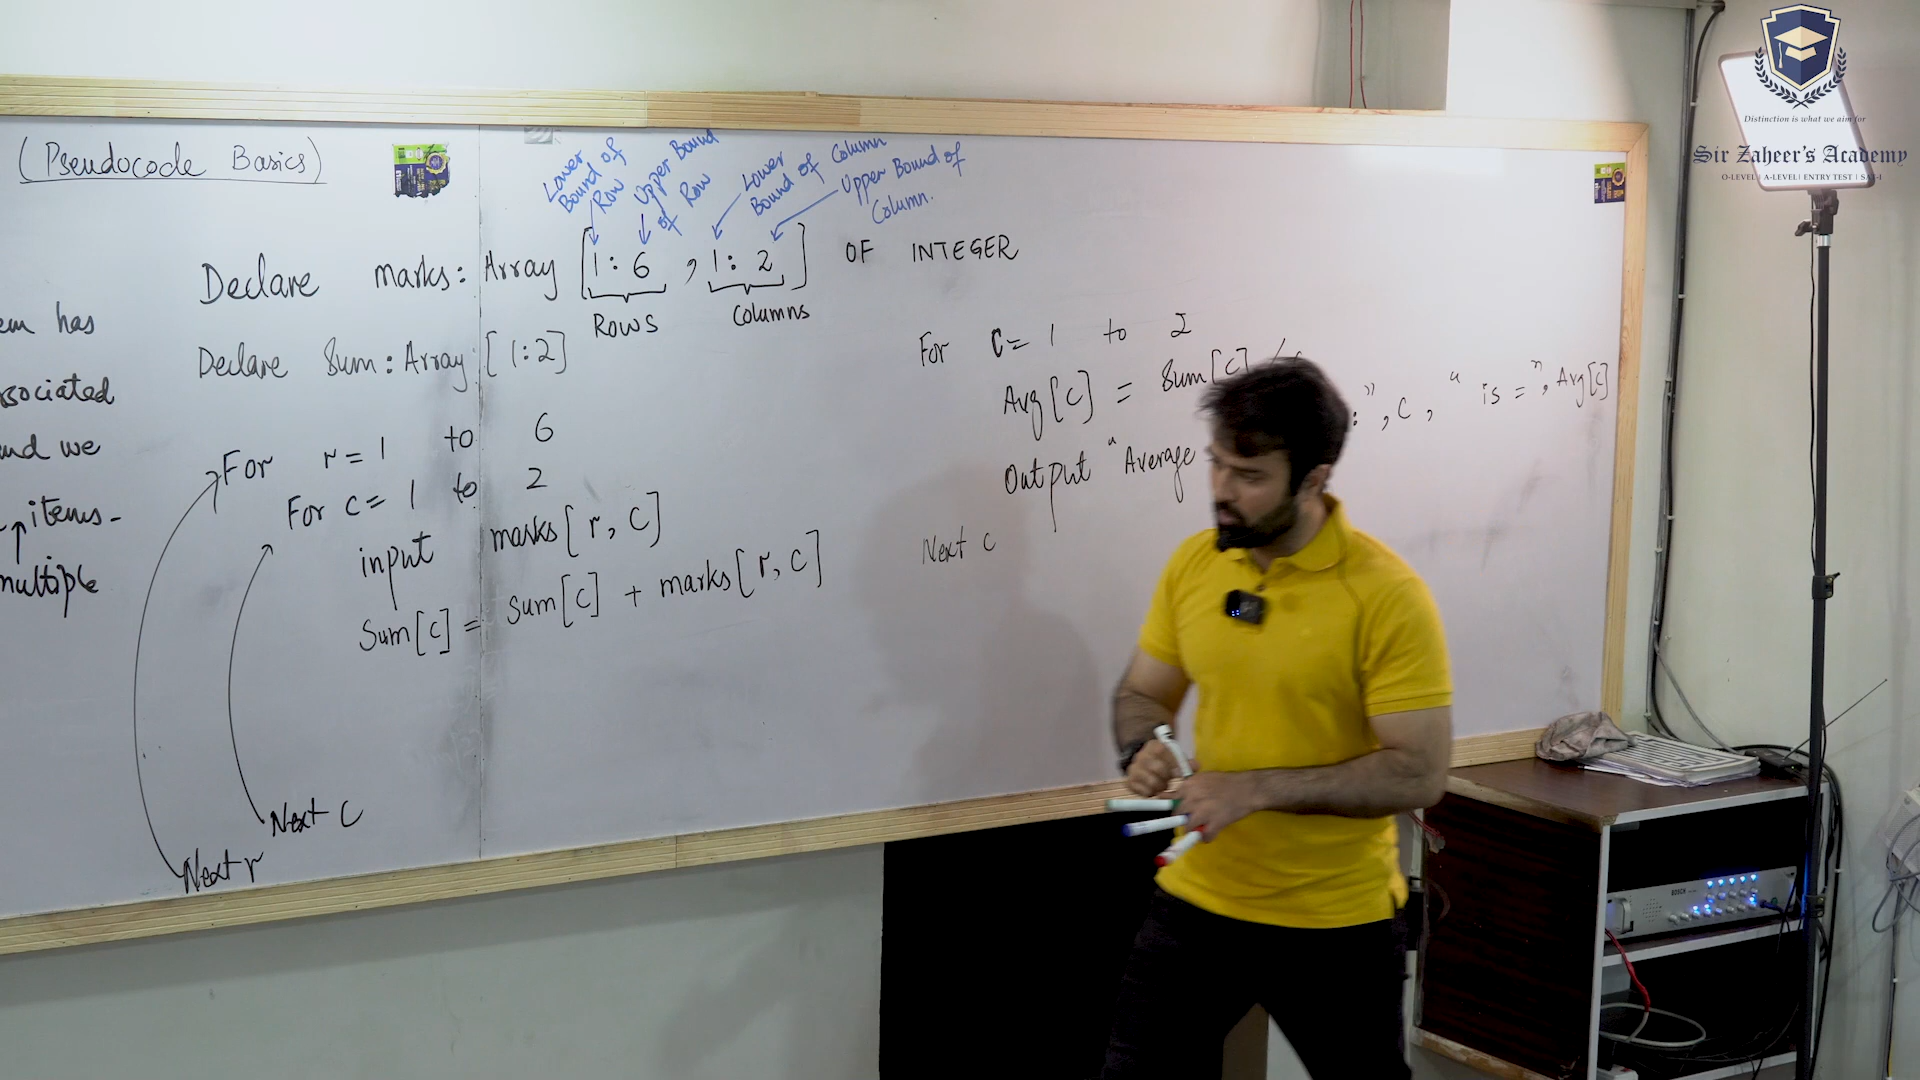 (Pseudocode Basics)
Lower Bound of Row
Upper Bound of Row
Lower Bound of Column
Upper Bound of Column.
Declare marks: Array [1:6, 1:2] OF INTEGER
Rows
Columns
Declare Sum: Array [1:2]
For r = 1 to 6
For c = 1 to 2
input marks[r, c]
Sum[c] = sum[c] + marks[r, c]
Next c
Next r
has
and we
items-
multiple
For c = 1 to 2
Avg[c] = Sum[c] /
Output "Average :", c, " is = ", Avg[c]
Next c
Distinction is what we aim for
Sir Zaheer's Academy
O-LEVEL | A-LEVEL | ENTRY TEST | SAT-I
BOSCH